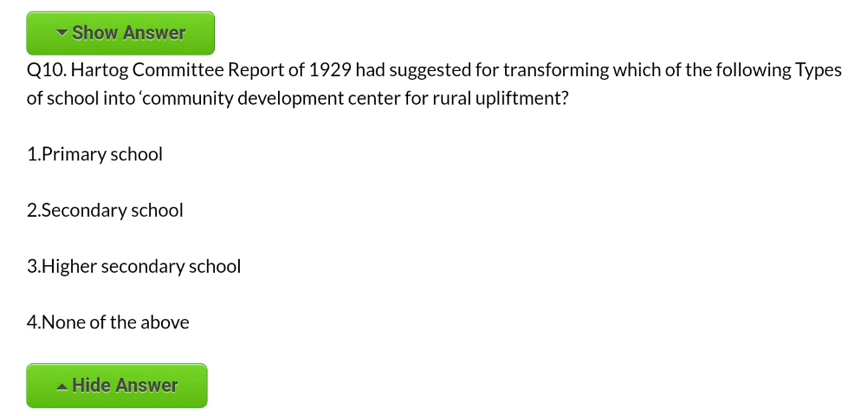 Show Answer
Q10. Hartog Committee Report of 1929 had suggested for transforming which of the following Types
of school into ‘community development center for rural upliftment?
1.Primary school
2.Secondary school
3.Higher secondary school
4.None of the above
Hide Answer